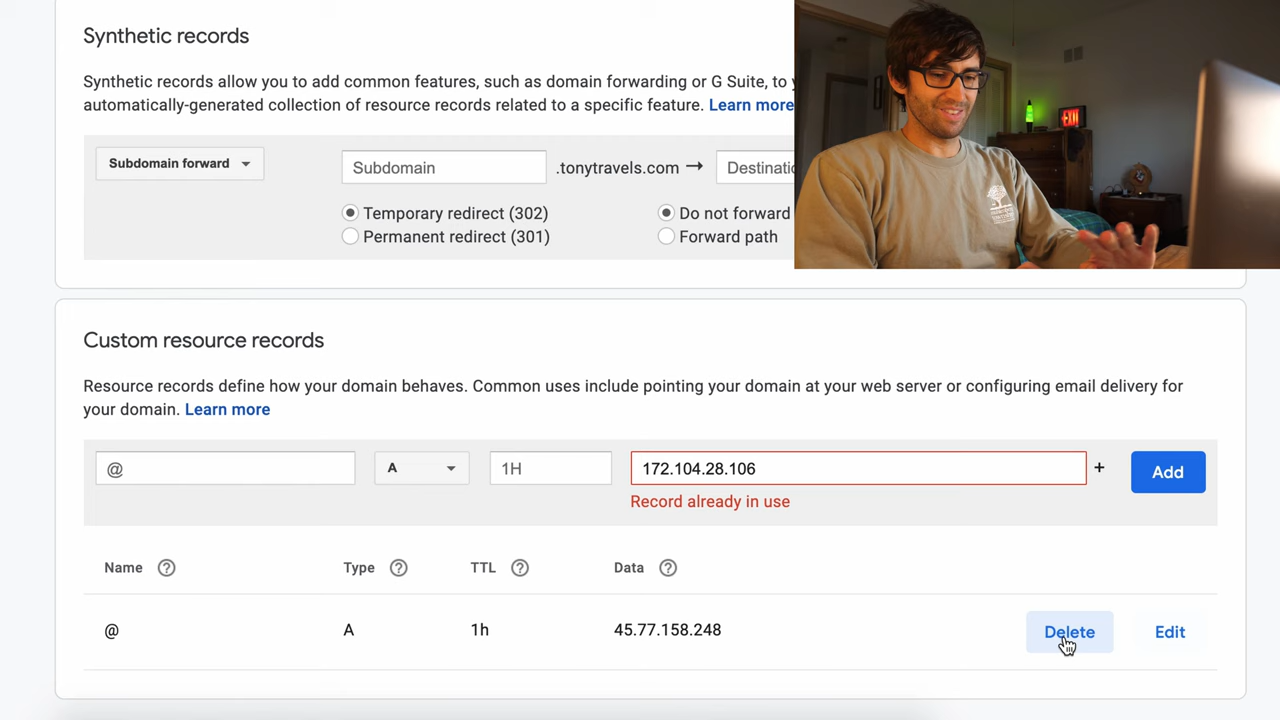 Synthetic records
Synthetic records allow you to add common features, such as domain forwarding or G Suite, to
automatically-generated collection of resource records related to a specific feature. Learn more
Subdomain forward
Subdomain
.tonytravels.com →
Temporary redirect (302)
Do not forward
Permanent redirect (301)
Forward path
EXIT
Custom resource records
Resource records define how your domain behaves. Common uses include pointing your domain at your web server or configuring email delivery for
your domain. Learn more
@
A
1H
172.104.28.106
+
Add
Record already in use
Name ?
Type ?
TTL ?
Data ?
@
A
1h
45.77.158.248
Delete
Edit